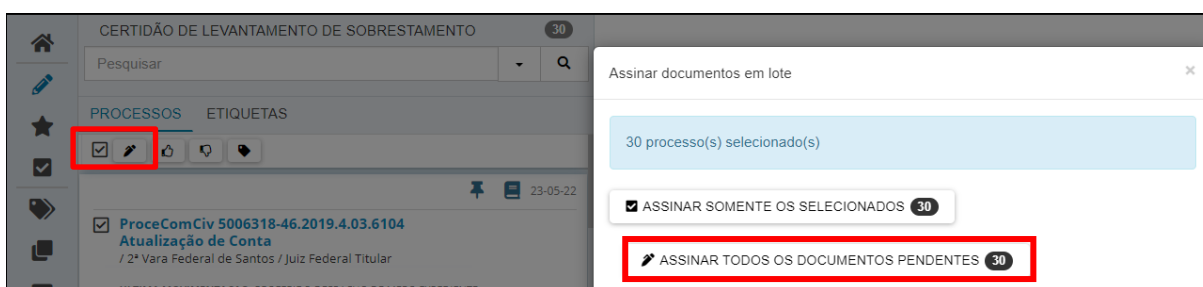 CERTIDÃO DE LEVANTAMENTO DE SOBRESTAMENTO 30
Pesquisar
PROCESSOS ETIQUETAS
23-05-22
ProceComCiv 5006318-46.2019.4.03.6104
Atualização de Conta
/ 2ª Vara Federal de Santos / Juiz Federal Titular
Assinar documentos em lote ×
30 processo(s) selecionado(s)
ASSINAR SOMENTE OS SELECIONADOS 30
ASSINAR TODOS OS DOCUMENTOS PENDENTES 30